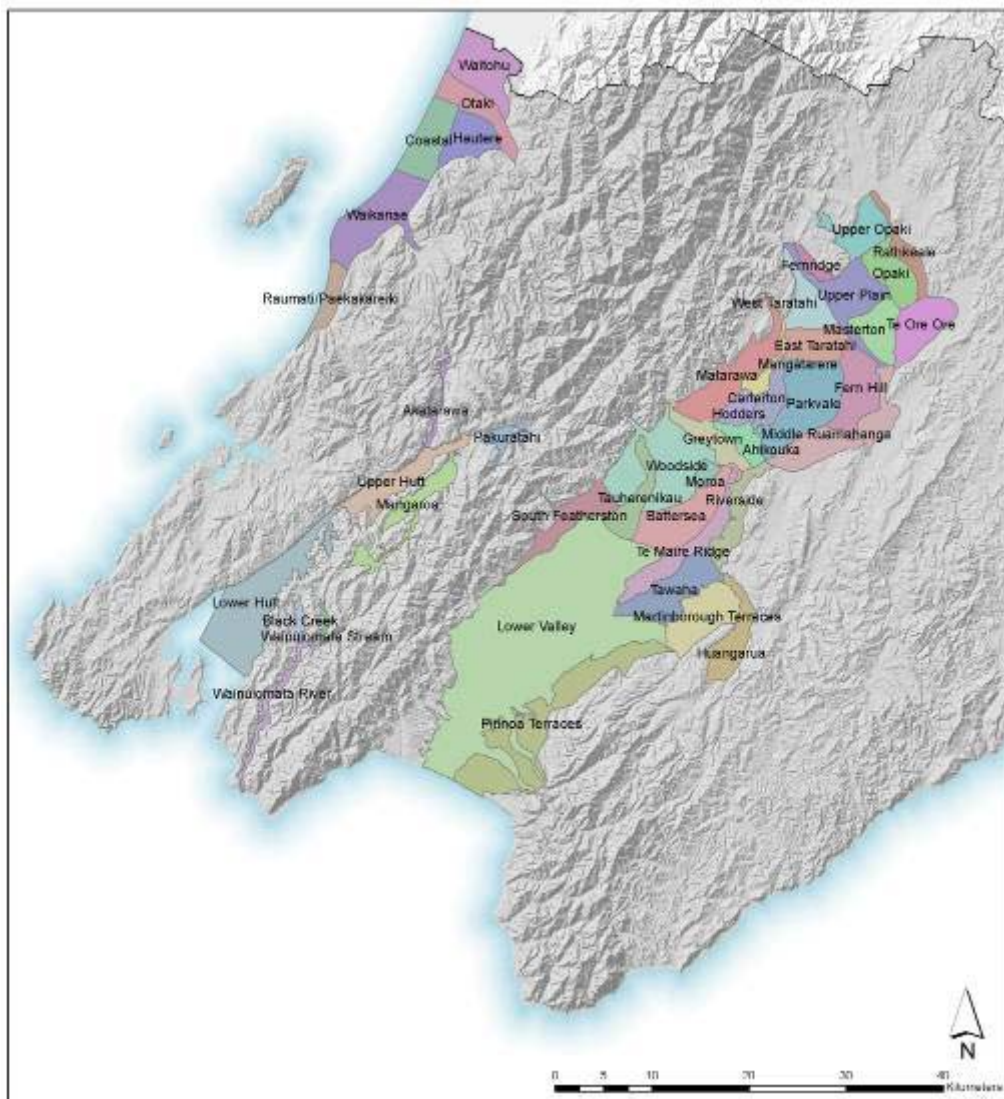 Waitohu
Otaki
Coastal
Hautere
Waikanae
Raumati/Paekakareiki
Upper Opaki
Rathkeale
Fernridge
Opaki
Upper Plain
West Taratahi
Masterton
Te Ore Ore
East Taratahi
Mangatarere
Matarawa
Fern Hill
Carterton
Parkvale
Hodders
Akatarawa
Pakuratahi
Greytown
Middle Ruamahanga
Ahikouka
Woodside
Upper Hutt
Moroa
Mangaroa
Tauherenikau
Riverside
South Featherston
Battersea
Te Maire Ridge
Tawaha
Lower Hutt
Black Creek
Martinborough Terraces
Lower Valley
Wainuiomata Stream
Huangarua
Wainuiomata River
Pirinoa Terraces
N
0 5 10 20 30 40
Kilometers